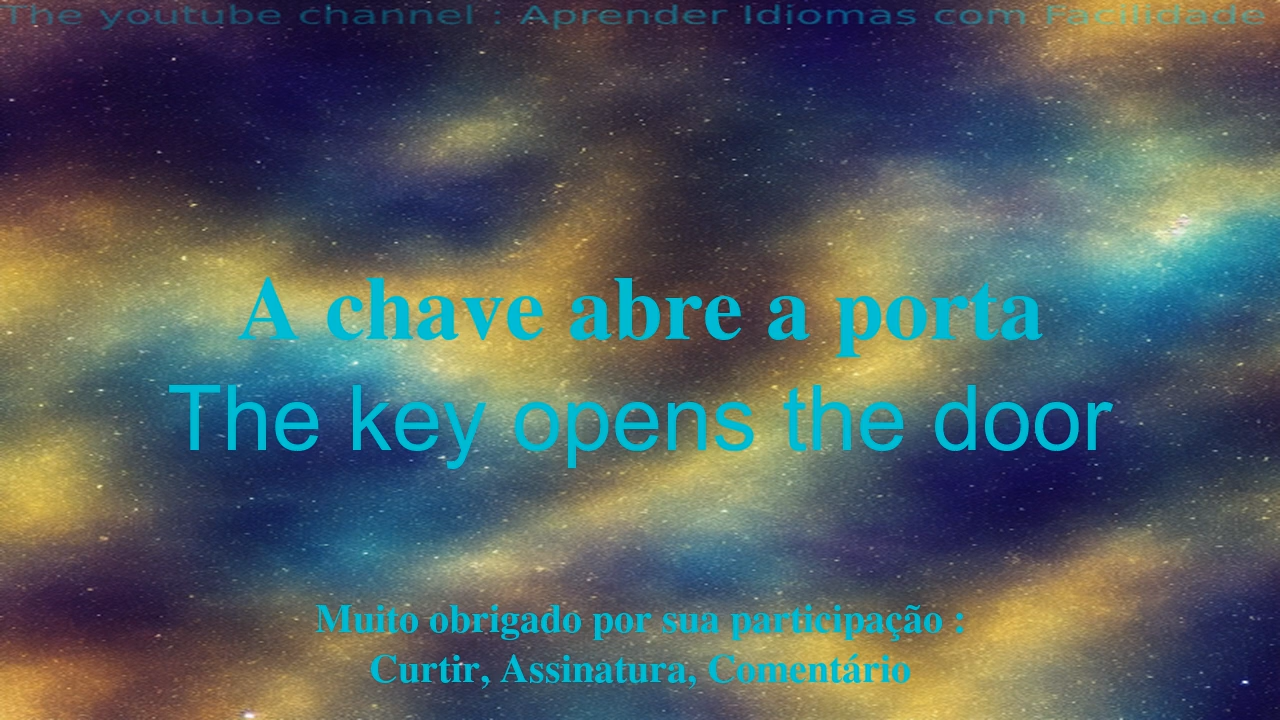 The youtube channel : Aprender Idiomas com Facilidade
A chave abre a porta
The key opens the door
Muito obrigado por sua participação :
Curtir, Assinatura, Comentário